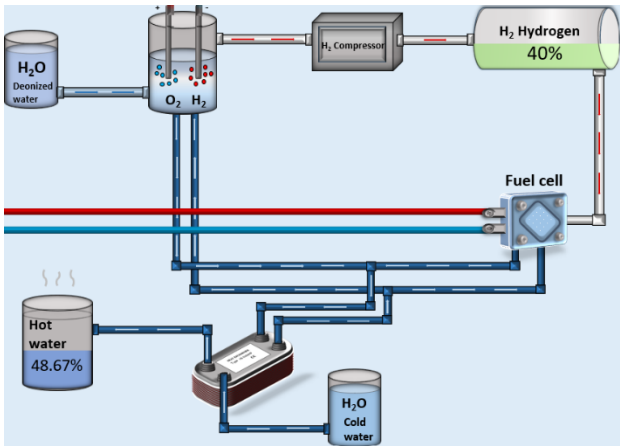 + -
H₂O
Deonized
water
O₂ H₂
H₂ Compressor
H₂ Hydrogen
40%
Fuel cell
Hot
water
48.67%
H₂O
Cold
water